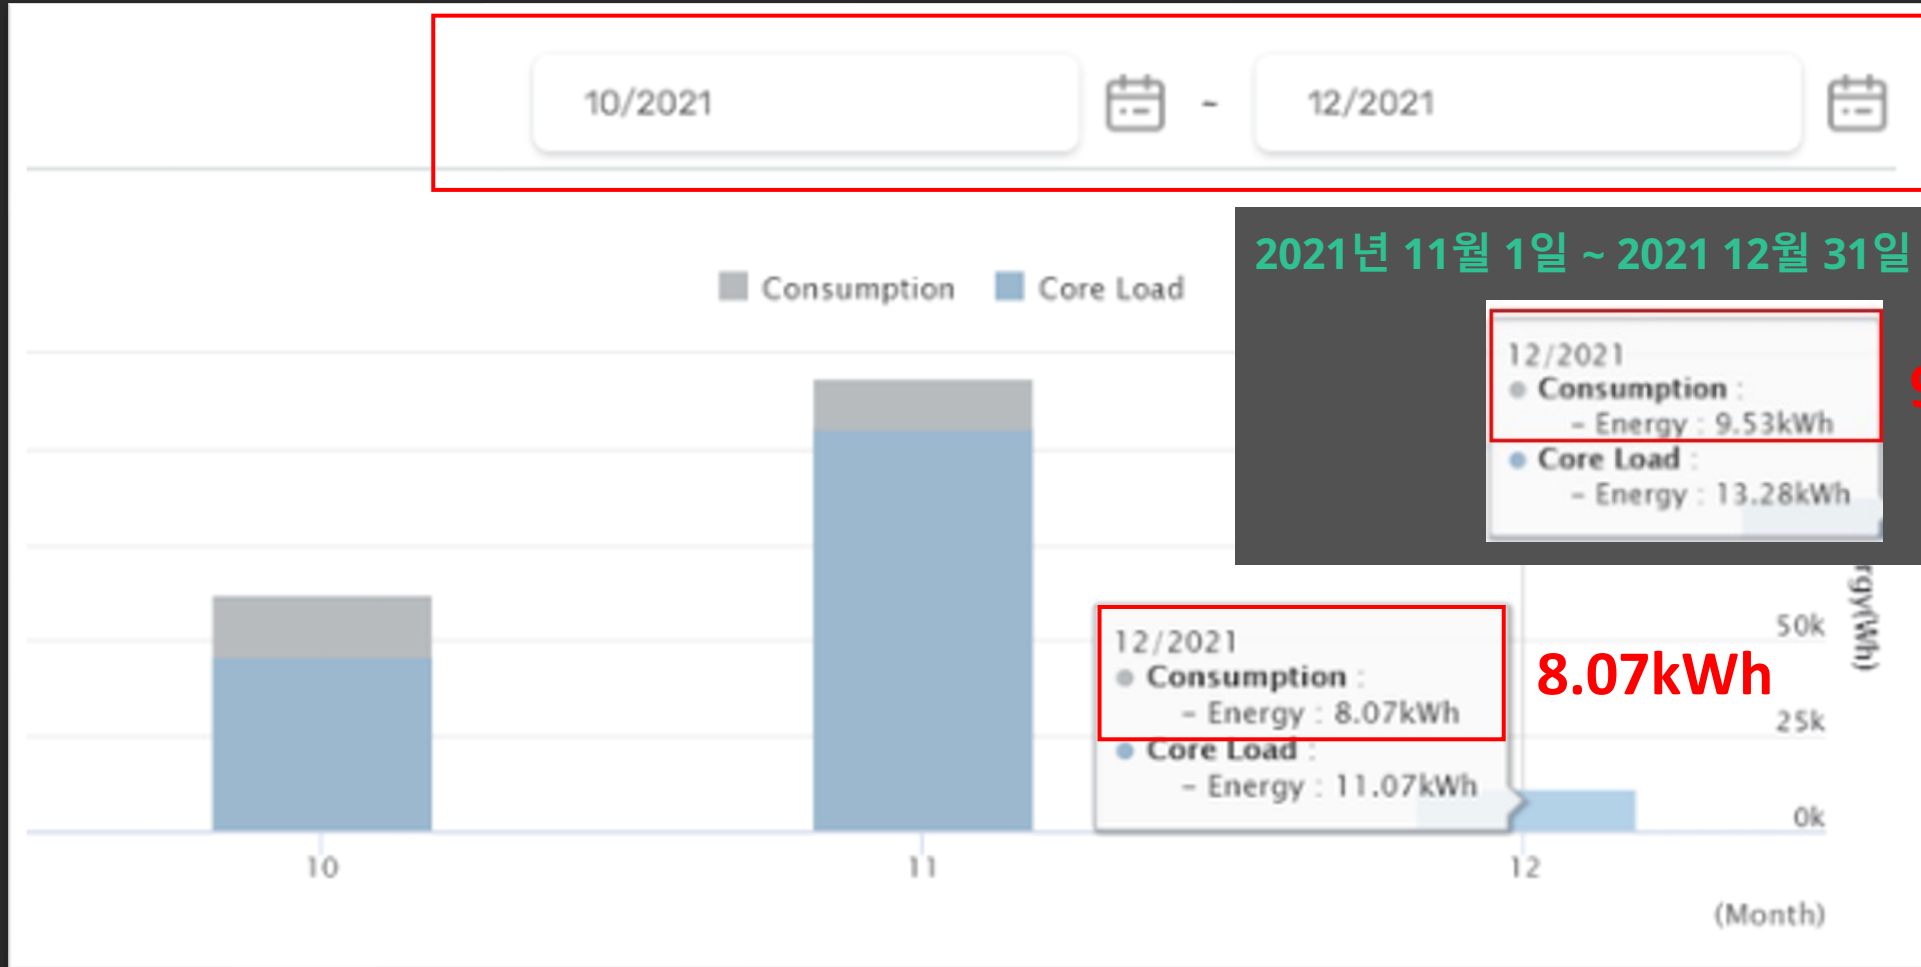 10/2021 ~ 12/2021
2021년 11월 1일 ~ 2021 12월 31일
Consumption Core Load
12/2021
Consumption :
– Energy : 9.53kWh
Core Load :
– Energy : 13.28kWh
12/2021
Consumption :
– Energy : 8.07kWh
Core Load :
– Energy : 11.07kWh
8.07kWh
50k
25k
0k
10 11 12
(Month)